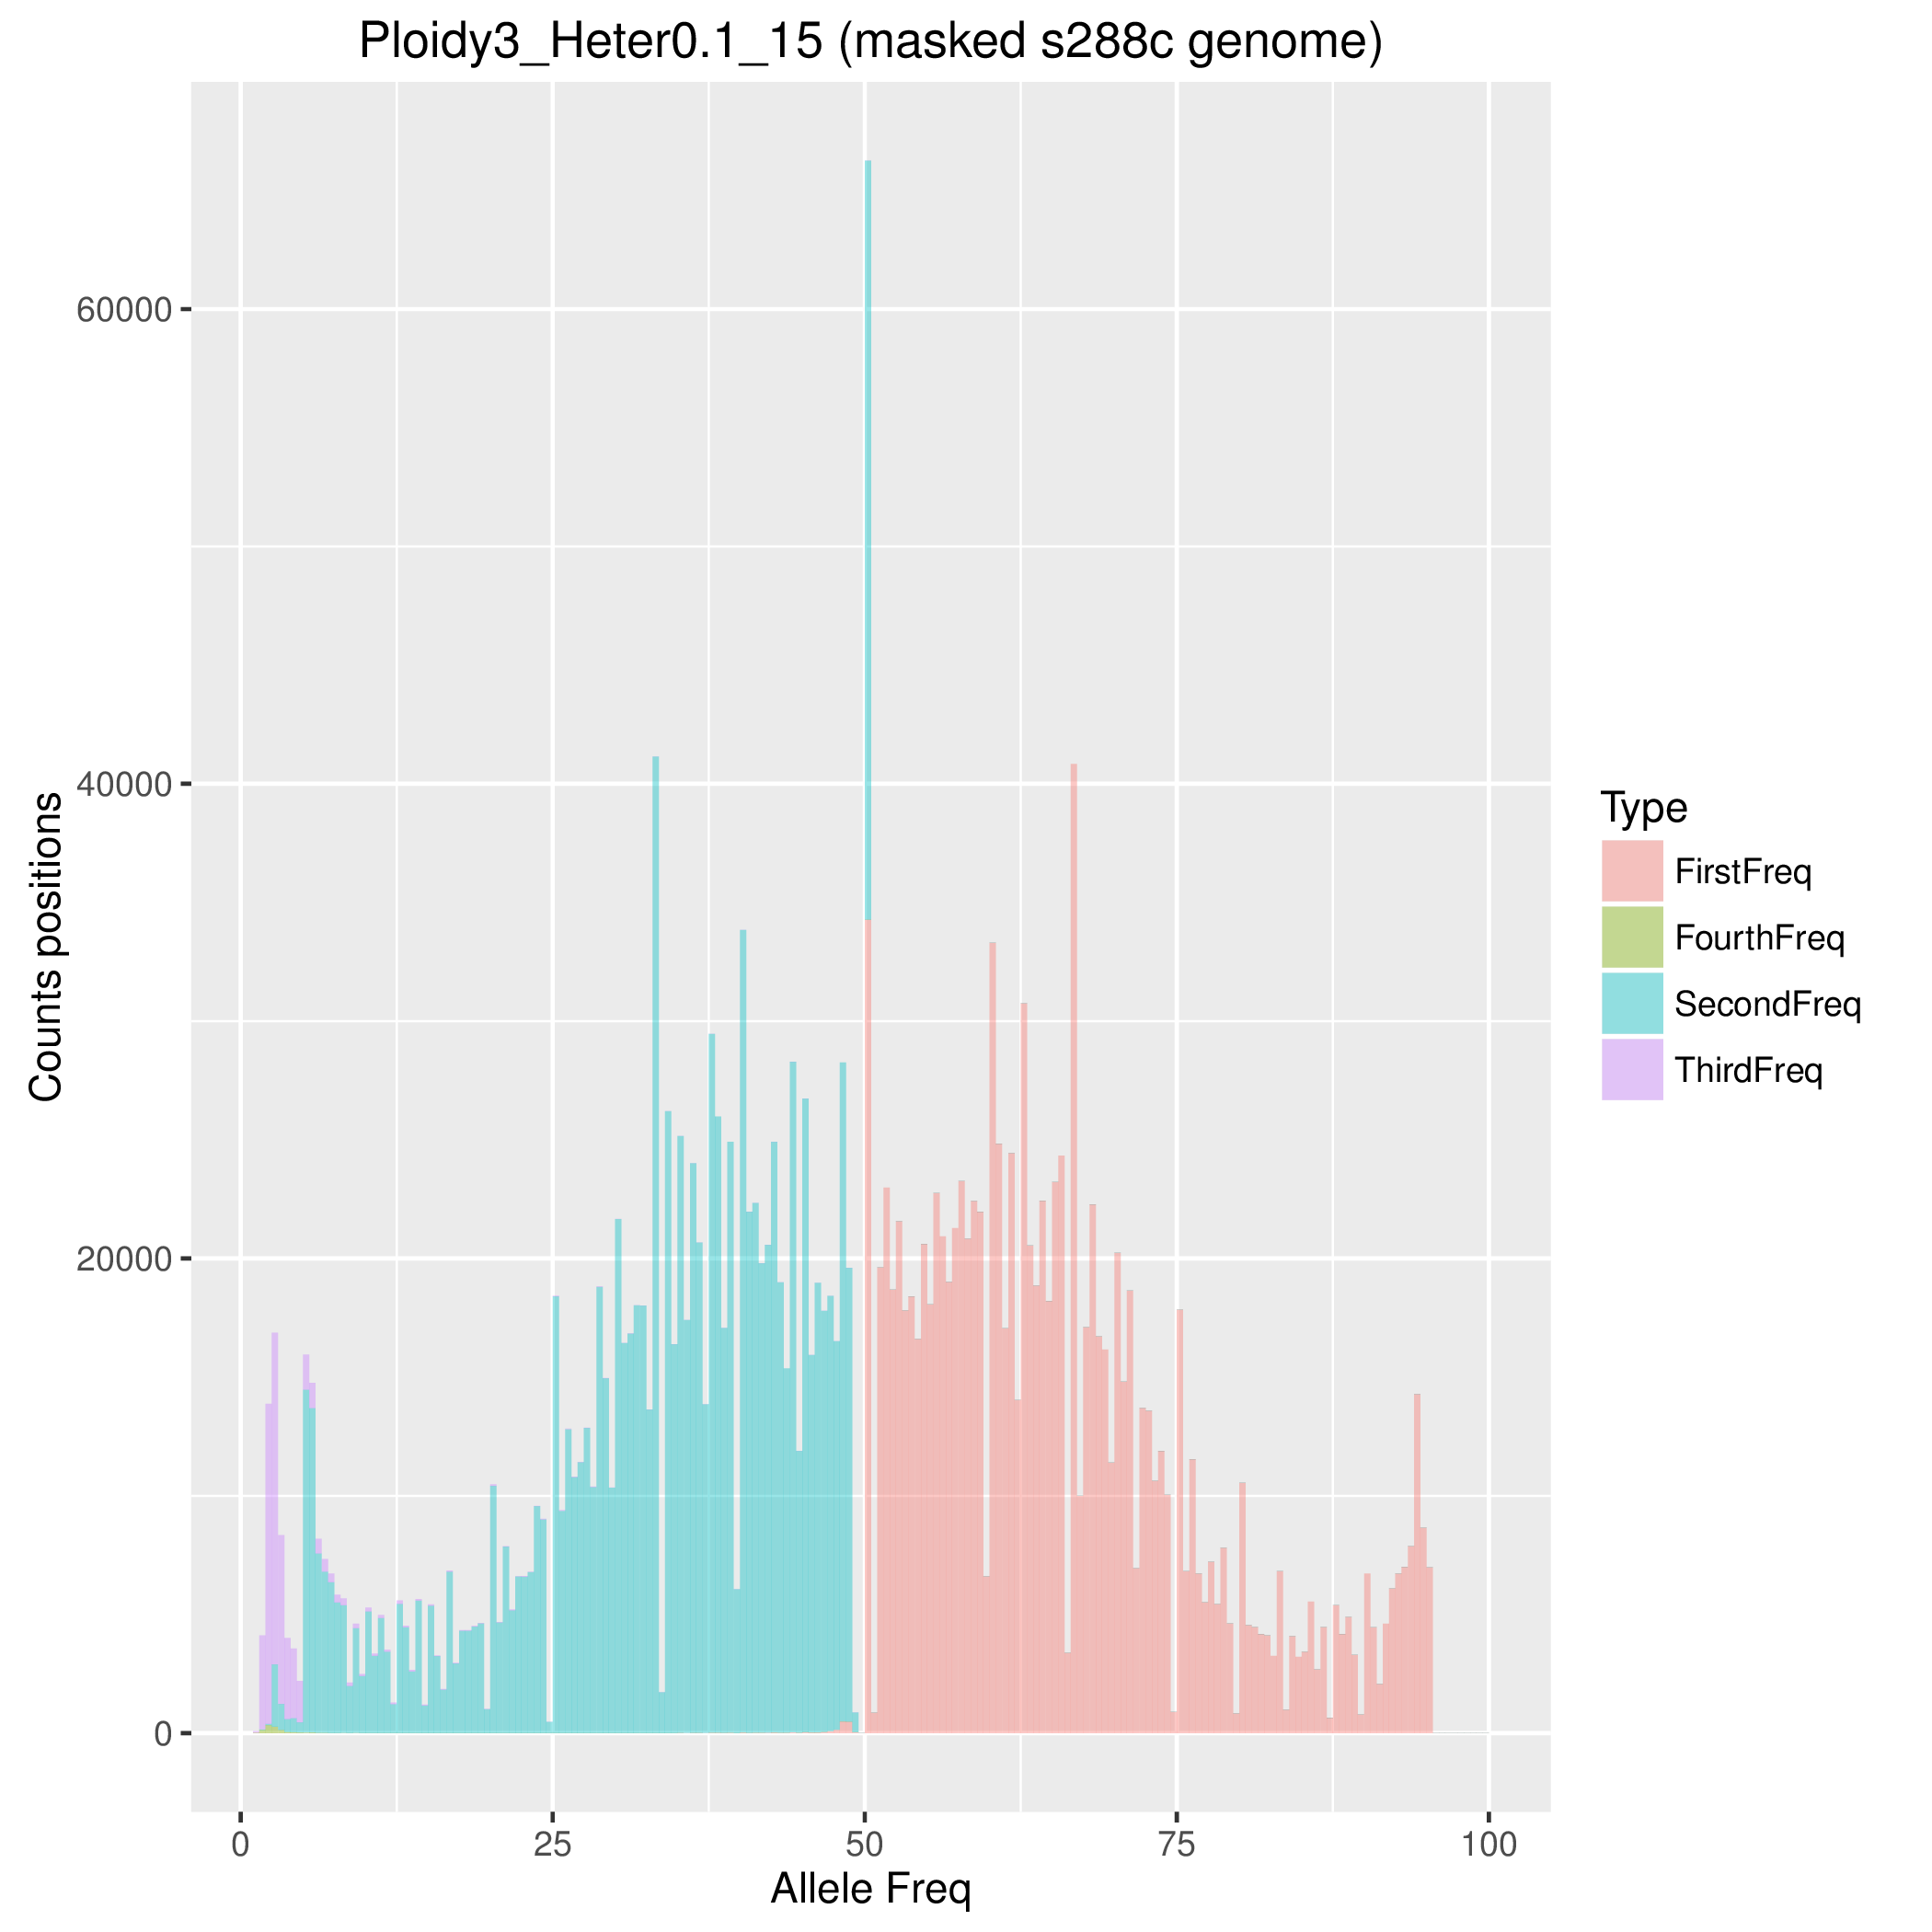 Ploidy3_Heter0.1_15 (masked s288c genome)
Counts positions
60000
40000
20000
0
0 25 50 75 100
Allele Freq
Type
FirstFreq
FourthFreq
SecondFreq
ThirdFreq